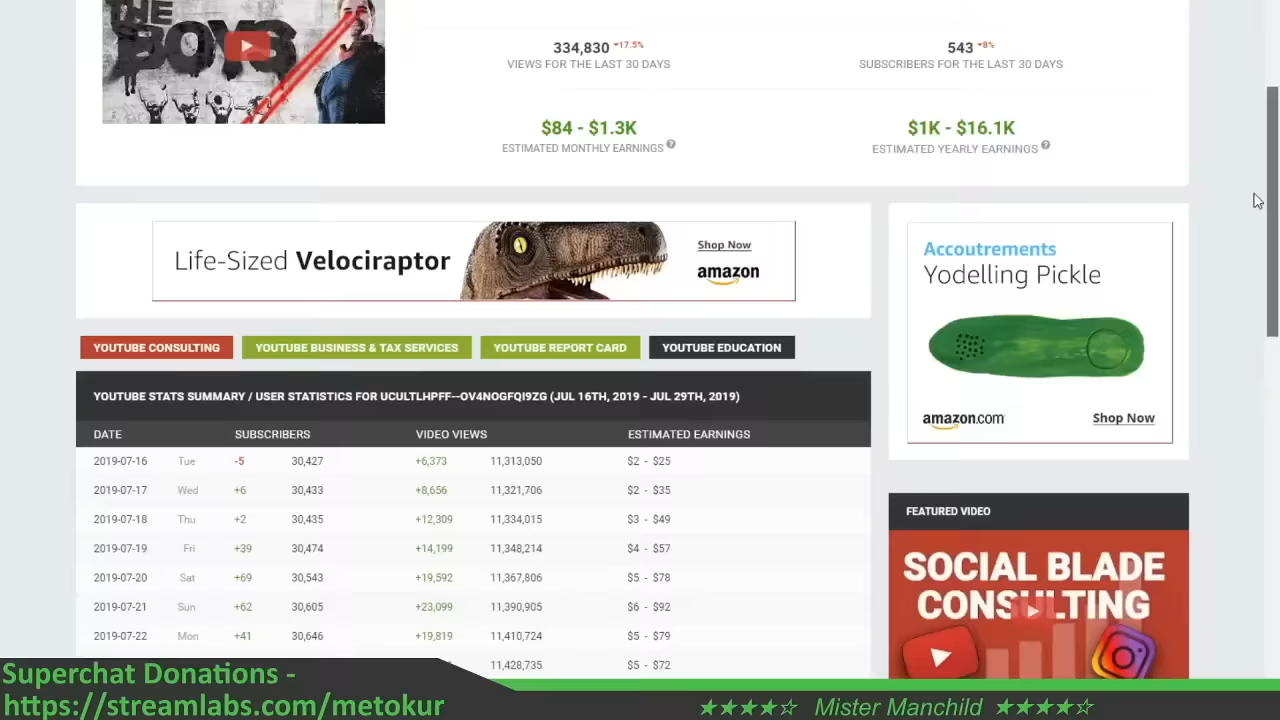 THE
BOYS
334,830 17.5%
VIEWS FOR THE LAST 30 DAYS
543 8%
SUBSCRIBERS FOR THE LAST 30 DAYS
$84 - $1.3K
ESTIMATED MONTHLY EARNINGS ?
$1K - $16.1K
ESTIMATED YEARLY EARNINGS ?
Life-Sized Velociraptor
Shop Now
amazon
Accoutrements
Yodelling Pickle
amazon.com
Shop Now
YOUTUBE CONSULTING
YOUTUBE BUSINESS & TAX SERVICES
YOUTUBE REPORT CARD
YOUTUBE EDUCATION
YOUTUBE STATS SUMMARY / USER STATISTICS FOR UCULTLHPFF--OV4NOGFQI9ZG (JUL 16TH, 2019 - JUL 29TH, 2019)
DATE SUBSCRIBERS VIDEO VIEWS ESTIMATED EARNINGS
2019-07-16 Tue -5 30,427 +6,373 11,313,050 $2 - $25
2019-07-17 Wed +6 30,433 +8,656 11,321,706 $2 - $35
2019-07-18 Thu +2 30,435 +12,309 11,334,015 $3 - $49
2019-07-19 Fri +39 30,474 +14,199 11,348,214 $4 - $57
2019-07-20 Sat +69 30,543 +19,592 11,367,806 $5 - $78
2019-07-21 Sun +62 30,605 +23,099 11,390,905 $6 - $92
2019-07-22 Mon +41 30,646 +19,819 11,410,724 $5 - $79
11,428,735 $5 - $72
FEATURED VIDEO
SOCIAL BLADE
CONSULTING
Superchat Donations -
https://streamlabs.com/metokur
★★★★☆ Mister Manchild ★★★★☆